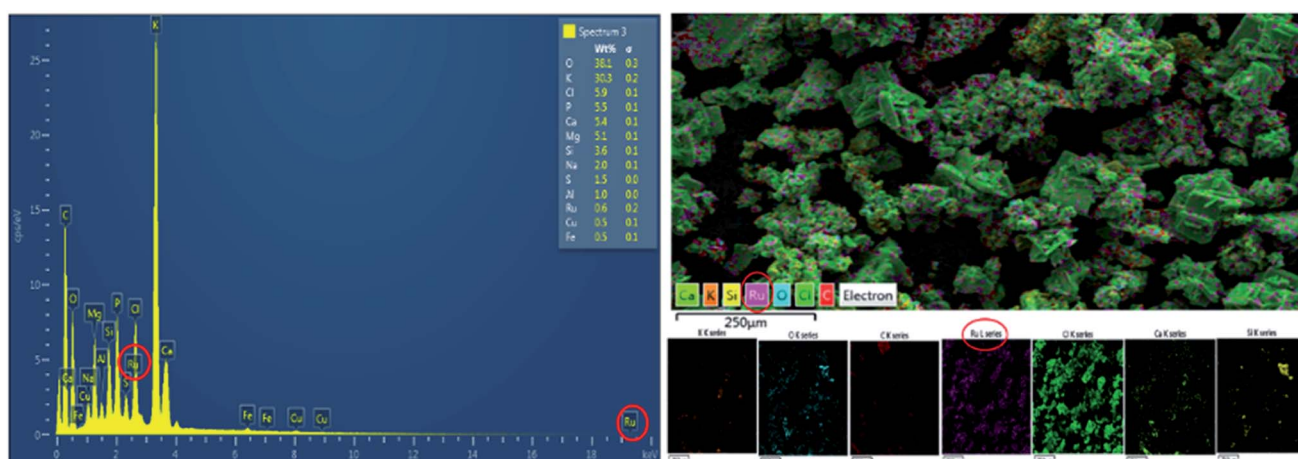 Spectrum 3
Wt% σ
O 38.1 0.3
K 30.3 0.2
Cl 5.9 0.1
P 5.5 0.1
Ca 5.4 0.1
Mg 5.1 0.1
Si 3.6 0.1
Na 2.0 0.1
S 1.5 0.0
Al 1.0 0.0
Ru 0.6 0.2
Cu 0.5 0.1
Fe 0.5 0.1
cps/eV
25
20
15
10
5
0
K
C
O
P
Cl
Mg
Si
Al
Ru
Ca
Ca
Na
S
Cu
Fe
Fe
Fe
Cu
Cu
Ru
0 2 4 6 8 10 12 14 16 18 keV
Ca K Si Ru O Cl C Electron
250µm
K K series
O K series
C K series
Ru L series
Cl K series
Ca K series
Si K series